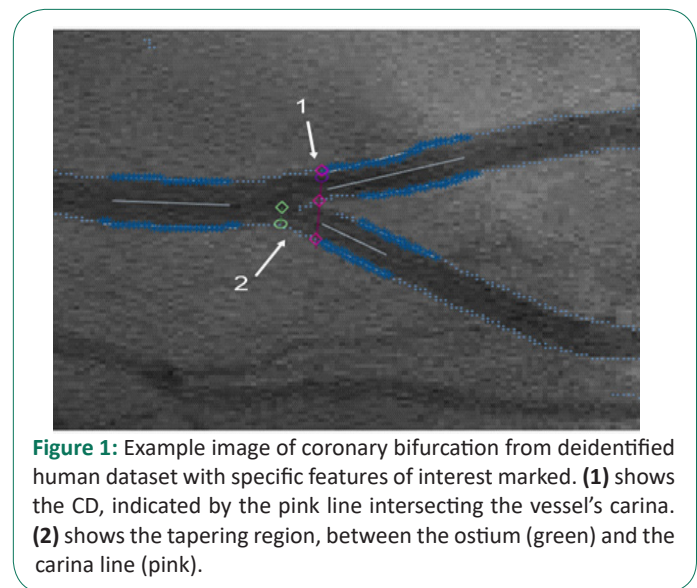 1
2
Figure 1: Example image of coronary bifurcation from deidentified
human dataset with specific features of interest marked. (1) shows
the CD, indicated by the pink line intersecting the vessel's carina.
(2) shows the tapering region, between the ostium (green) and the
carina line (pink).